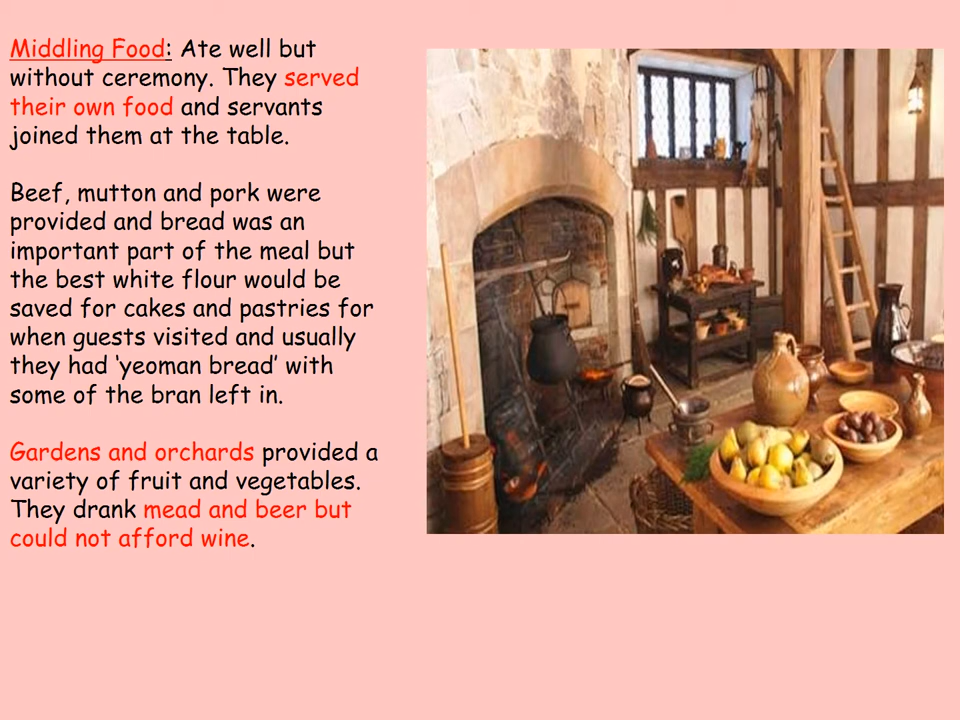 Middling Food: Ate well but
without ceremony. They served
their own food and servants
joined them at the table.
Beef, mutton and pork were
provided and bread was an
important part of the meal but
the best white flour would be
saved for cakes and pastries for
when guests visited and usually
they had ‘yeoman bread’ with
some of the bran left in.
Gardens and orchards provided a
variety of fruit and vegetables.
They drank mead and beer but
could not afford wine.